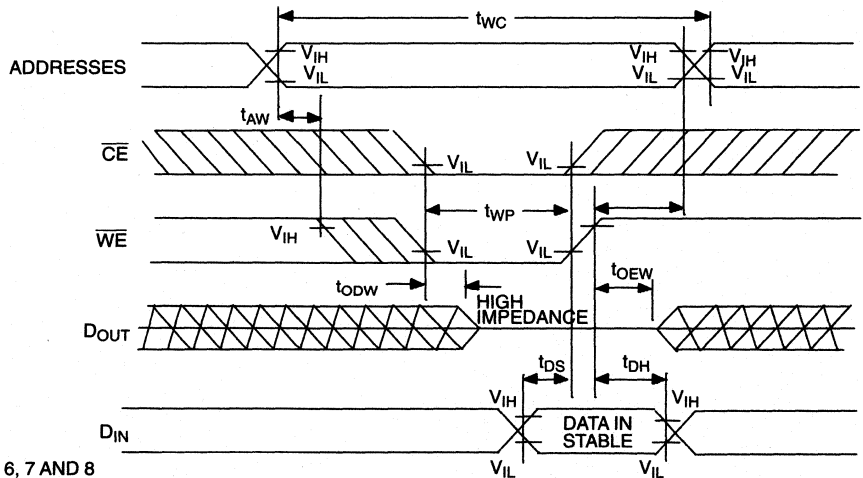 tWC
ADDRESSES
VIH
VIL
VIH
VIL
VIH
VIL
tAW
CE
VIL
VIL
tWP
WE
VIH
VIL
VIL
tODW
tOEW
HIGH
IMPEDANCE
DOUT
tDS
tDH
VIH
VIH
DIN
DATA IN
STABLE
VIL
VIL
6, 7 AND 8